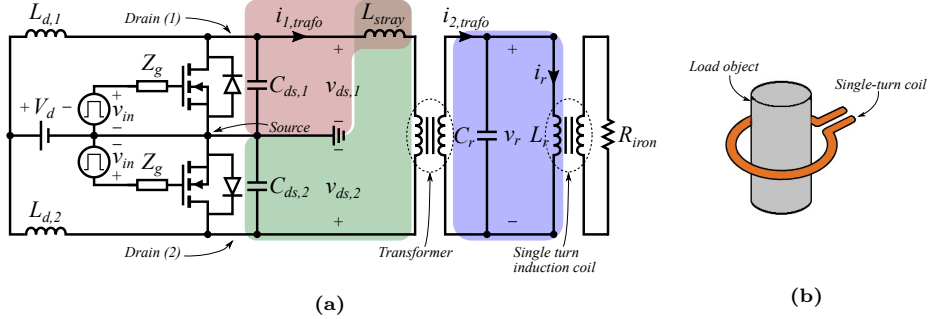 L_{d,1}
Drain (1)
i_{1,trafo}
L_{stray}
i_{2,trafo}
Z_g
+
+
+
C_{ds,1}
v_{ds,1}
i_r
+ V_d −
v_{in}
−
Source
−
C_r
v_r
L_r
R_{iron}
−
v_{in}
−
+
Z_g
C_{ds,2}
v_{ds,2}
L_{d,2}
+
−
Drain (2)
Transformer
Single turn
induction coil
(a)
Load object
Single-turn
coil
(b)